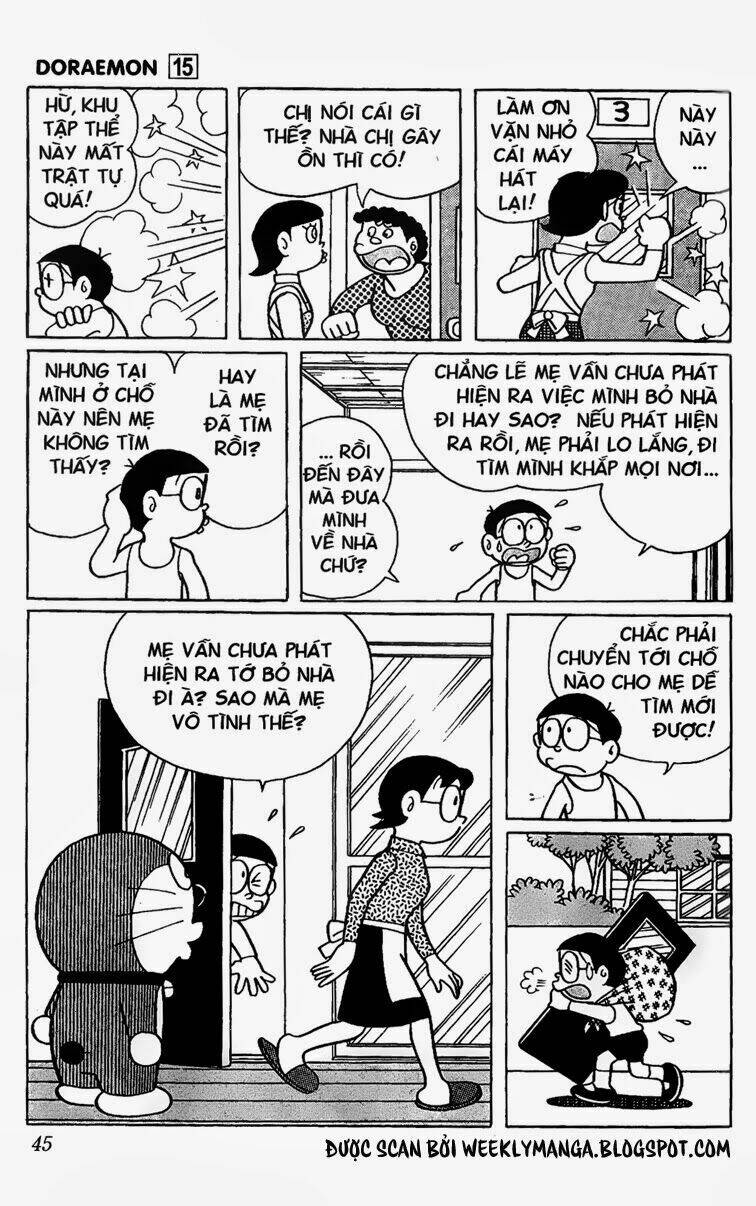 DORAEMON 15
3
NÀY
NÀY
...
LÀM ƠN
VẶN NHỎ
CÁI MÁY
HÁT
LẠI!
CHỊ NÓI CÁI GÌ
THẾ? NHÀ CHỊ GÂY
ỒN THÌ CÓ!
HỪ, KHU
TẬP THỂ
NÀY MẤT
TRẬT TỰ
QUÁ!
CHẲNG LẼ MẸ VẪN CHƯA PHÁT
HIỆN RA VIỆC MÌNH BỎ NHÀ
ĐI HAY SAO? NẾU PHÁT HIỆN
RA RỒI, MẸ PHẢI LO LẮNG, ĐI
TÌM MÌNH KHẮP MỌI NƠI...
... RỒI
ĐẾN ĐÂY
MÀ ĐƯA
MÌNH
VỀ NHÀ
CHỨ?
HAY
LÀ MẸ
ĐÃ TÌM
RỒI?
NHƯNG TẠI
MÌNH Ở CHỖ
NÀY NÊN MẸ
KHÔNG TÌM
THẤY?
CHẮC PHẢI
CHUYỂN TỚI CHỖ
NÀO CHO MẸ DỄ
TÌM MỚI
ĐƯỢC!
MẸ VẪN CHƯA PHÁT
HIỆN RA TỚ BỎ NHÀ
ĐI À? SAO MÀ MẸ
VÔ TÌNH THẾ?
45
ĐƯỢC SCAN BỞI WEEKLYMANGA.BLOGSPOT.COM